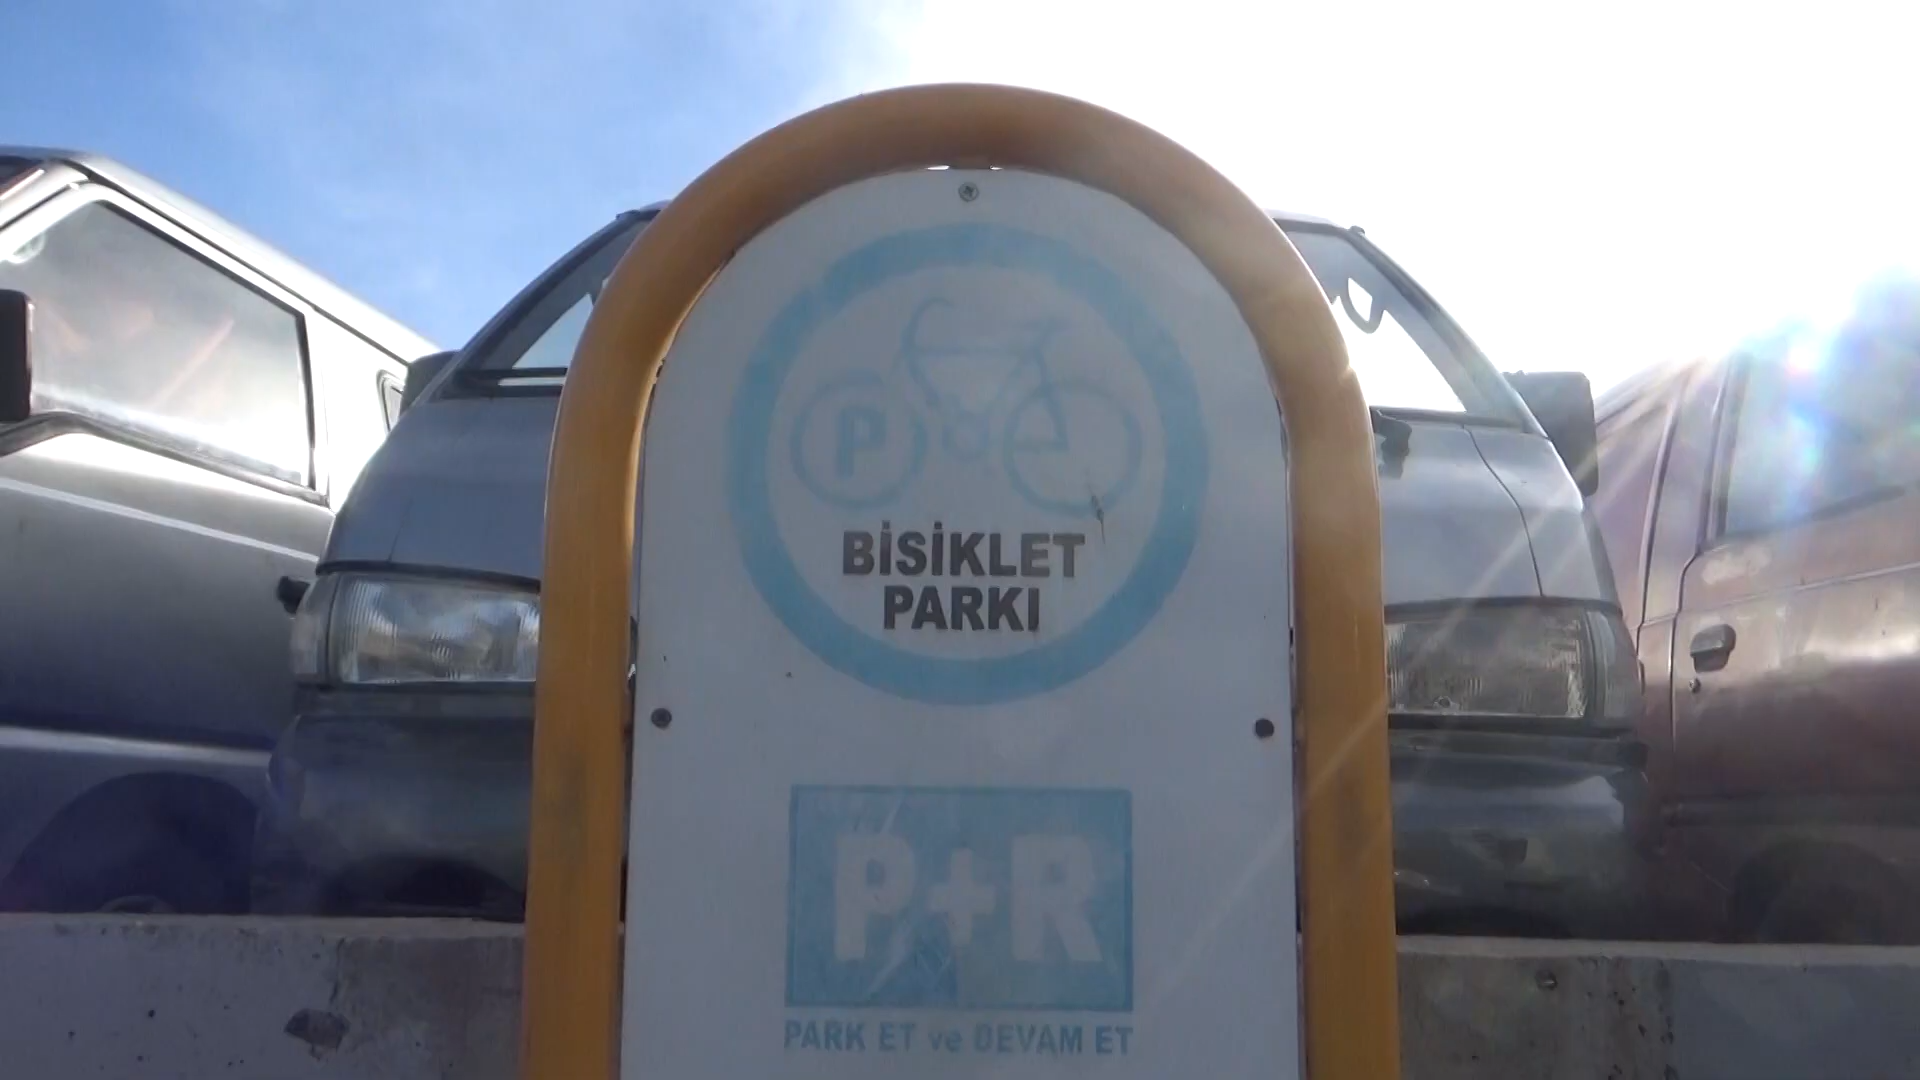 P
BİSİKLET
PARKI
P+R
PARK ET ve DEVAM ET